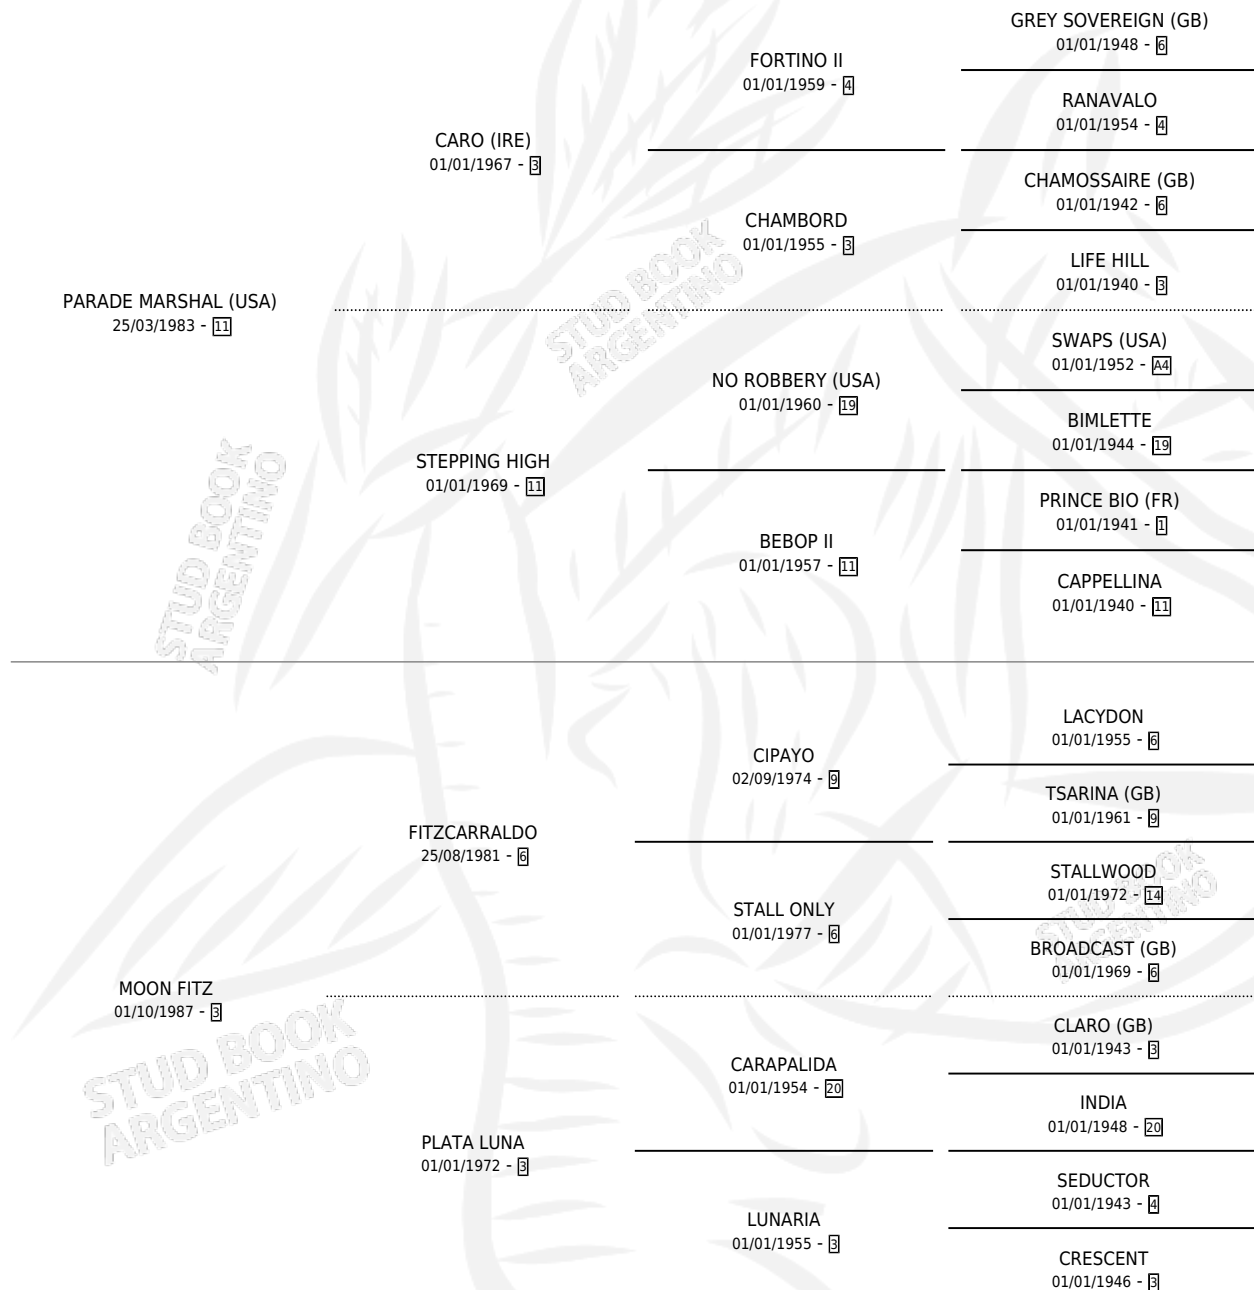 GREY SOVEREIGN (GB)
01/01/1948 - 6
FORTINO II
01/01/1959 - 4
RANAVALO
01/01/1954 - 4
CARO (IRE)
01/01/1967 - 3
CHAMOSSAIRE (GB)
01/01/1942 - 6
CHAMBORD
01/01/1955 - 3
LIFE HILL
01/01/1940 - 3
PARADE MARSHAL (USA)
25/03/1983 - 11
SWAPS (USA)
01/01/1952 - A4
NO ROBBERY (USA)
01/01/1960 - 19
BIMLETTE
01/01/1944 - 19
STEPPING HIGH
01/01/1969 - 11
PRINCE BIO (FR)
01/01/1941 - 1
BEBOP II
01/01/1957 - 11
CAPPELLINA
01/01/1940 - 11
LACYDON
01/01/1955 - 6
CIPAYO
02/09/1974 - 9
TSARINA (GB)
01/01/1961 - 9
FITZCARRALDO
25/08/1981 - 6
STALLWOOD
01/01/1972 - 14
STALL ONLY
01/01/1977 - 6
BROADCAST (GB)
01/01/1969 - 6
MOON FITZ
01/10/1987 - 3
CLARO (GB)
01/01/1943 - 3
CARAPALIDA
01/01/1954 - 20
INDIA
01/01/1948 - 20
PLATA LUNA
01/01/1972 - 3
SEDUCTOR
01/01/1943 - 4
LUNARIA
01/01/1955 - 3
CRESCENT
01/01/1946 - 3
STUD BOOK
ARGENTINO
STUD BOOK
ARGENTINO
STUD BOOK
ARGENTINO
STUD BOOK
ARGENTINO